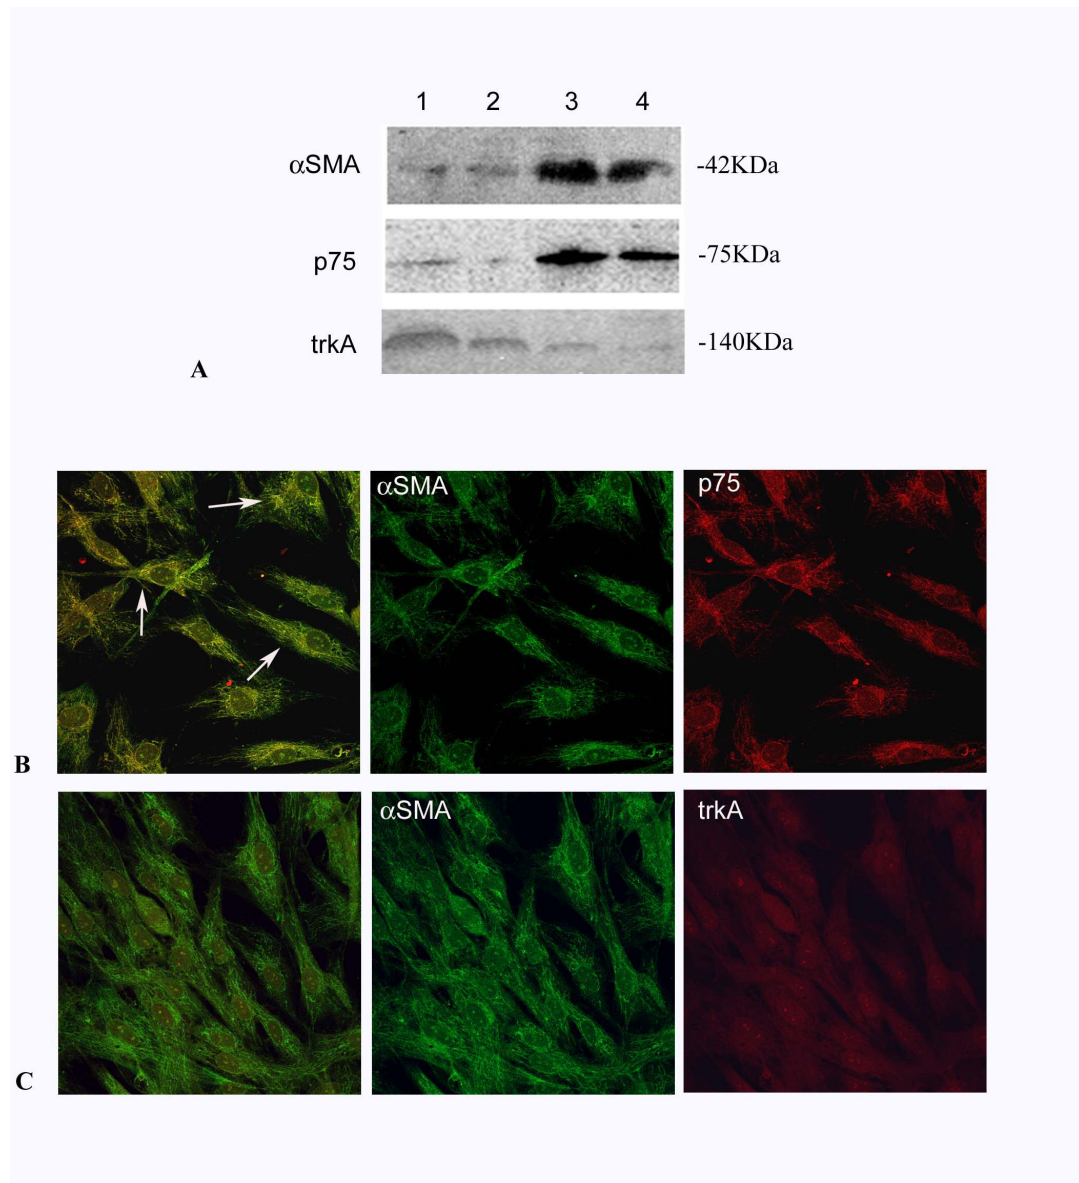 1 2 3 4
αSMA -42KDa
p75 -75KDa
trkA -140KDa
A
αSMA p75
B
αSMA trkA
C